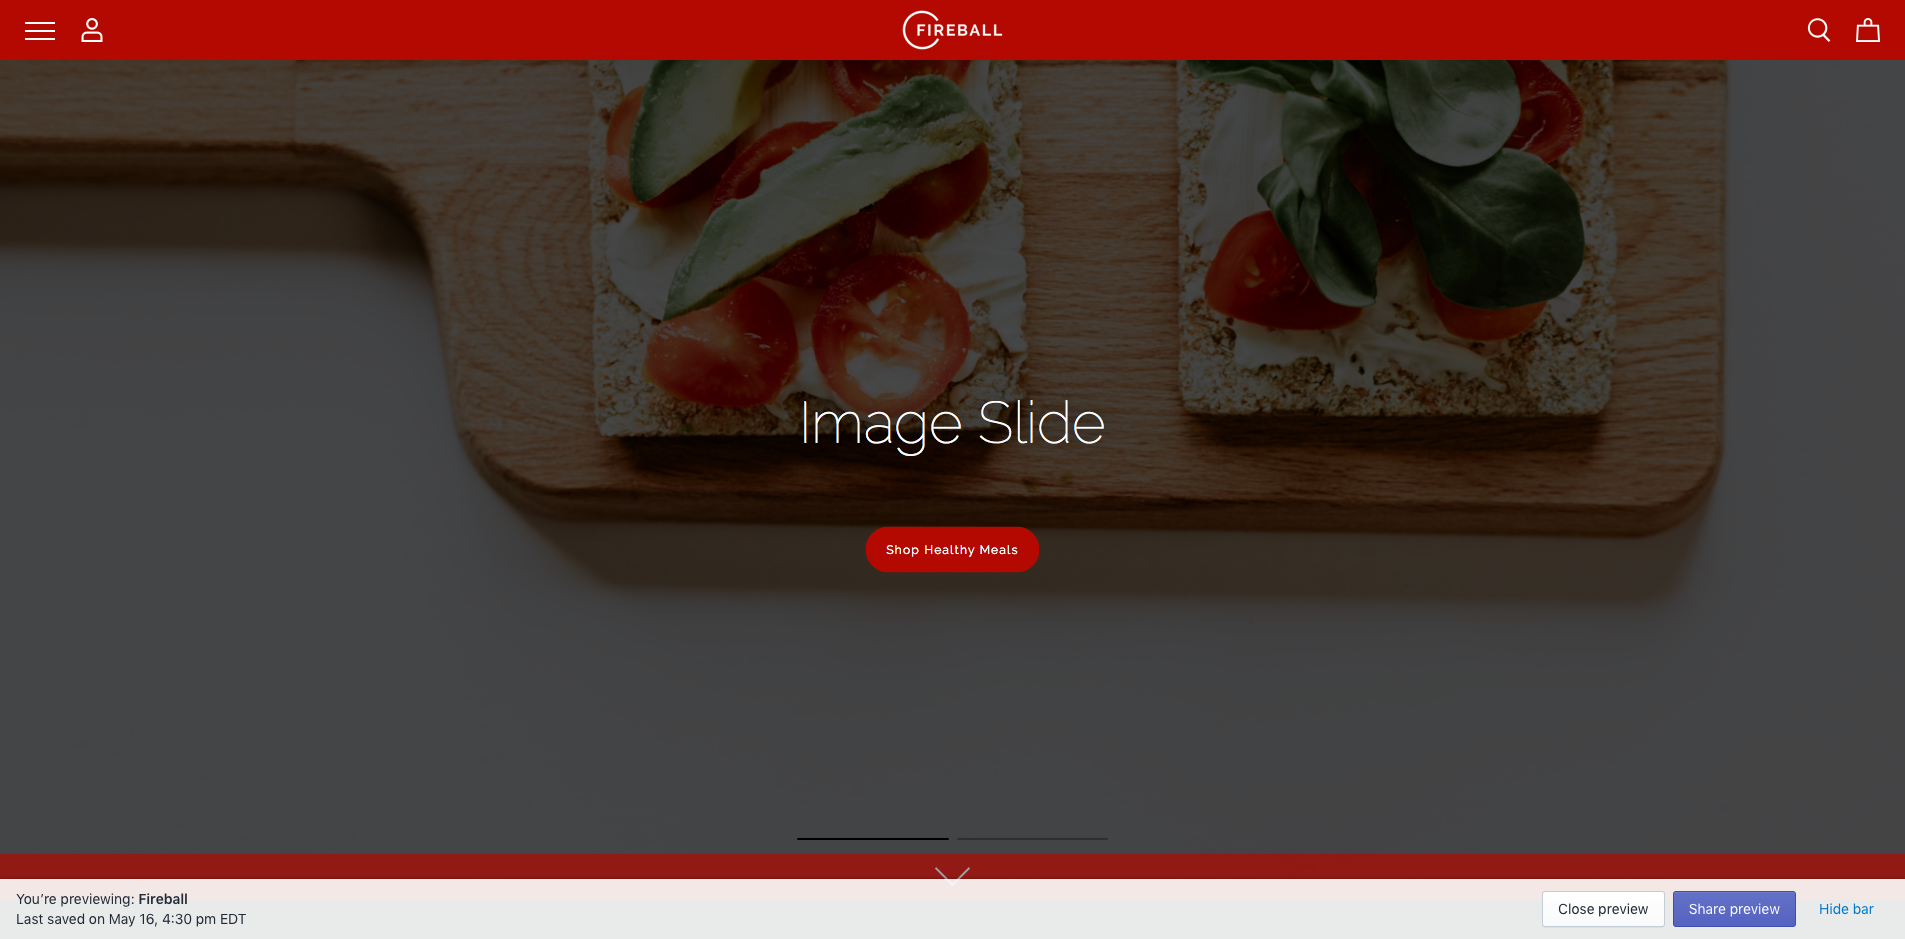 FIREBALL
Image Slide
Shop Healthy Meals
You're previewing: Fireball
Last saved on May 16, 4:30 pm EDT
Close preview
Share preview
Hide bar